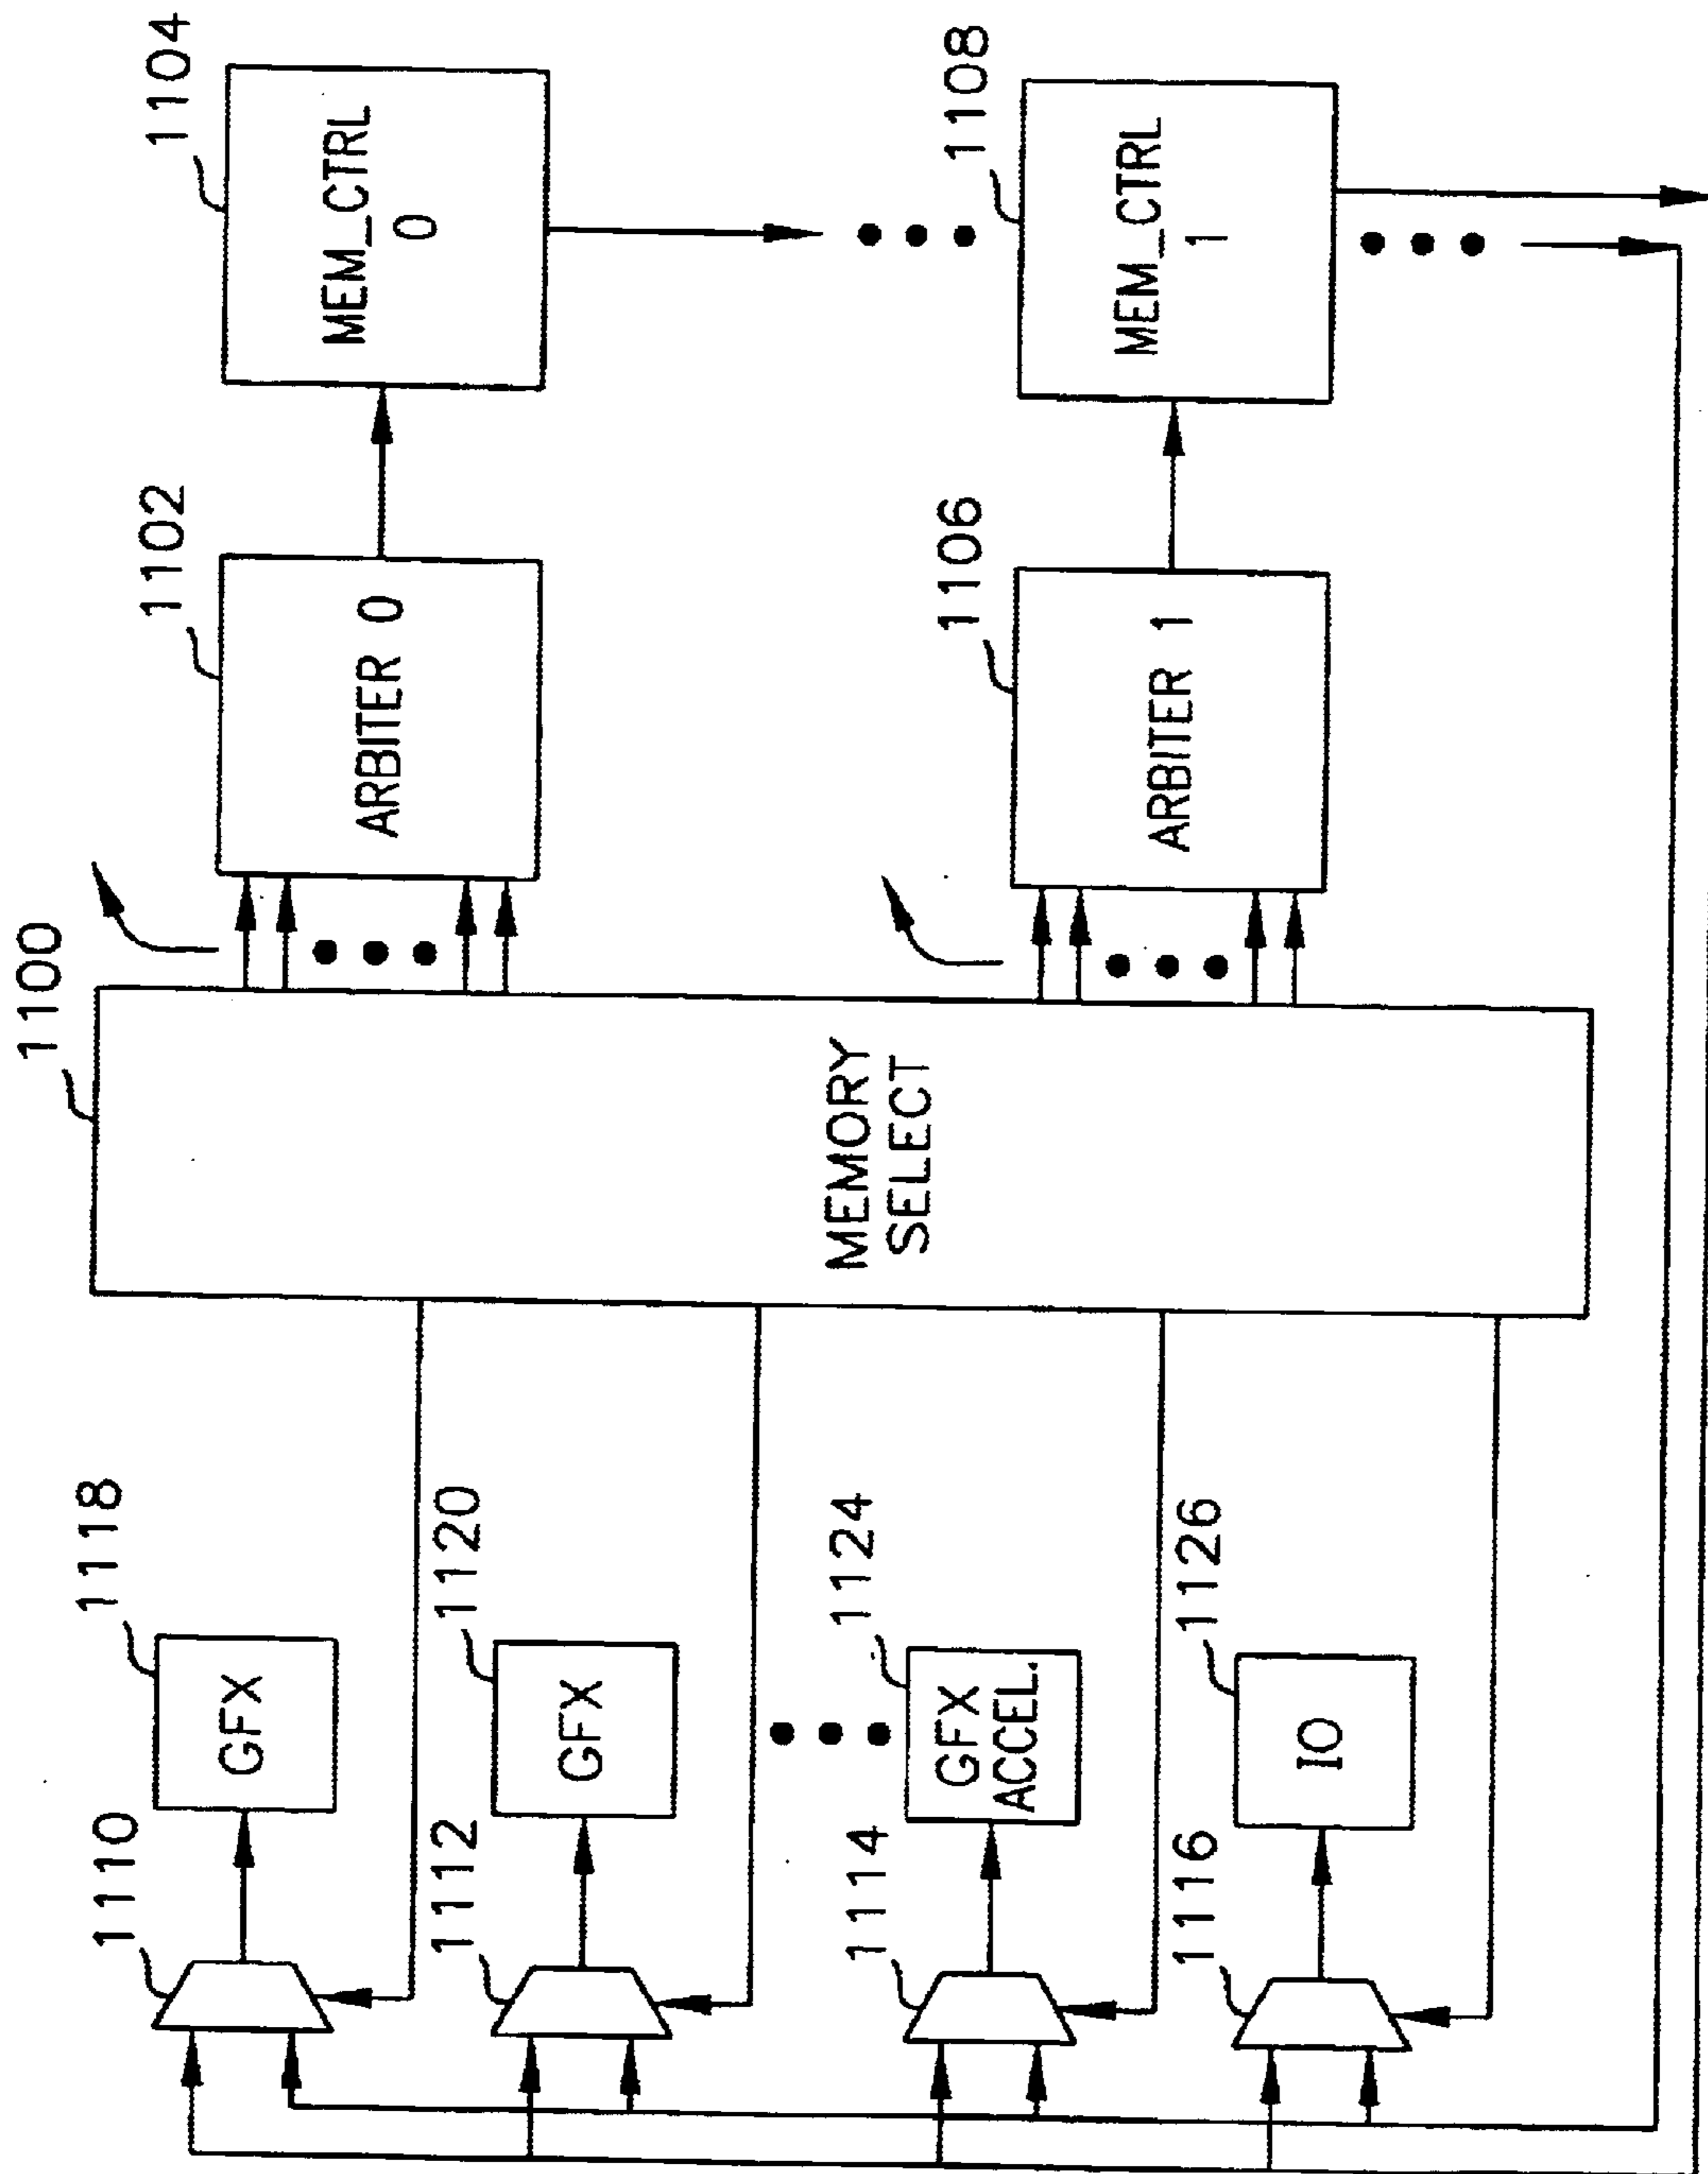 1110
1118
GFX
1112
1120
GFX
1114
1124
GFX
ACCEL.
1116
1126
IO
1100
MEMORY
SELECT
1102
ARBITER 0
1104
MEM_CTRL
0
1106
ARBITER 1
1108
MEM_CTRL
1